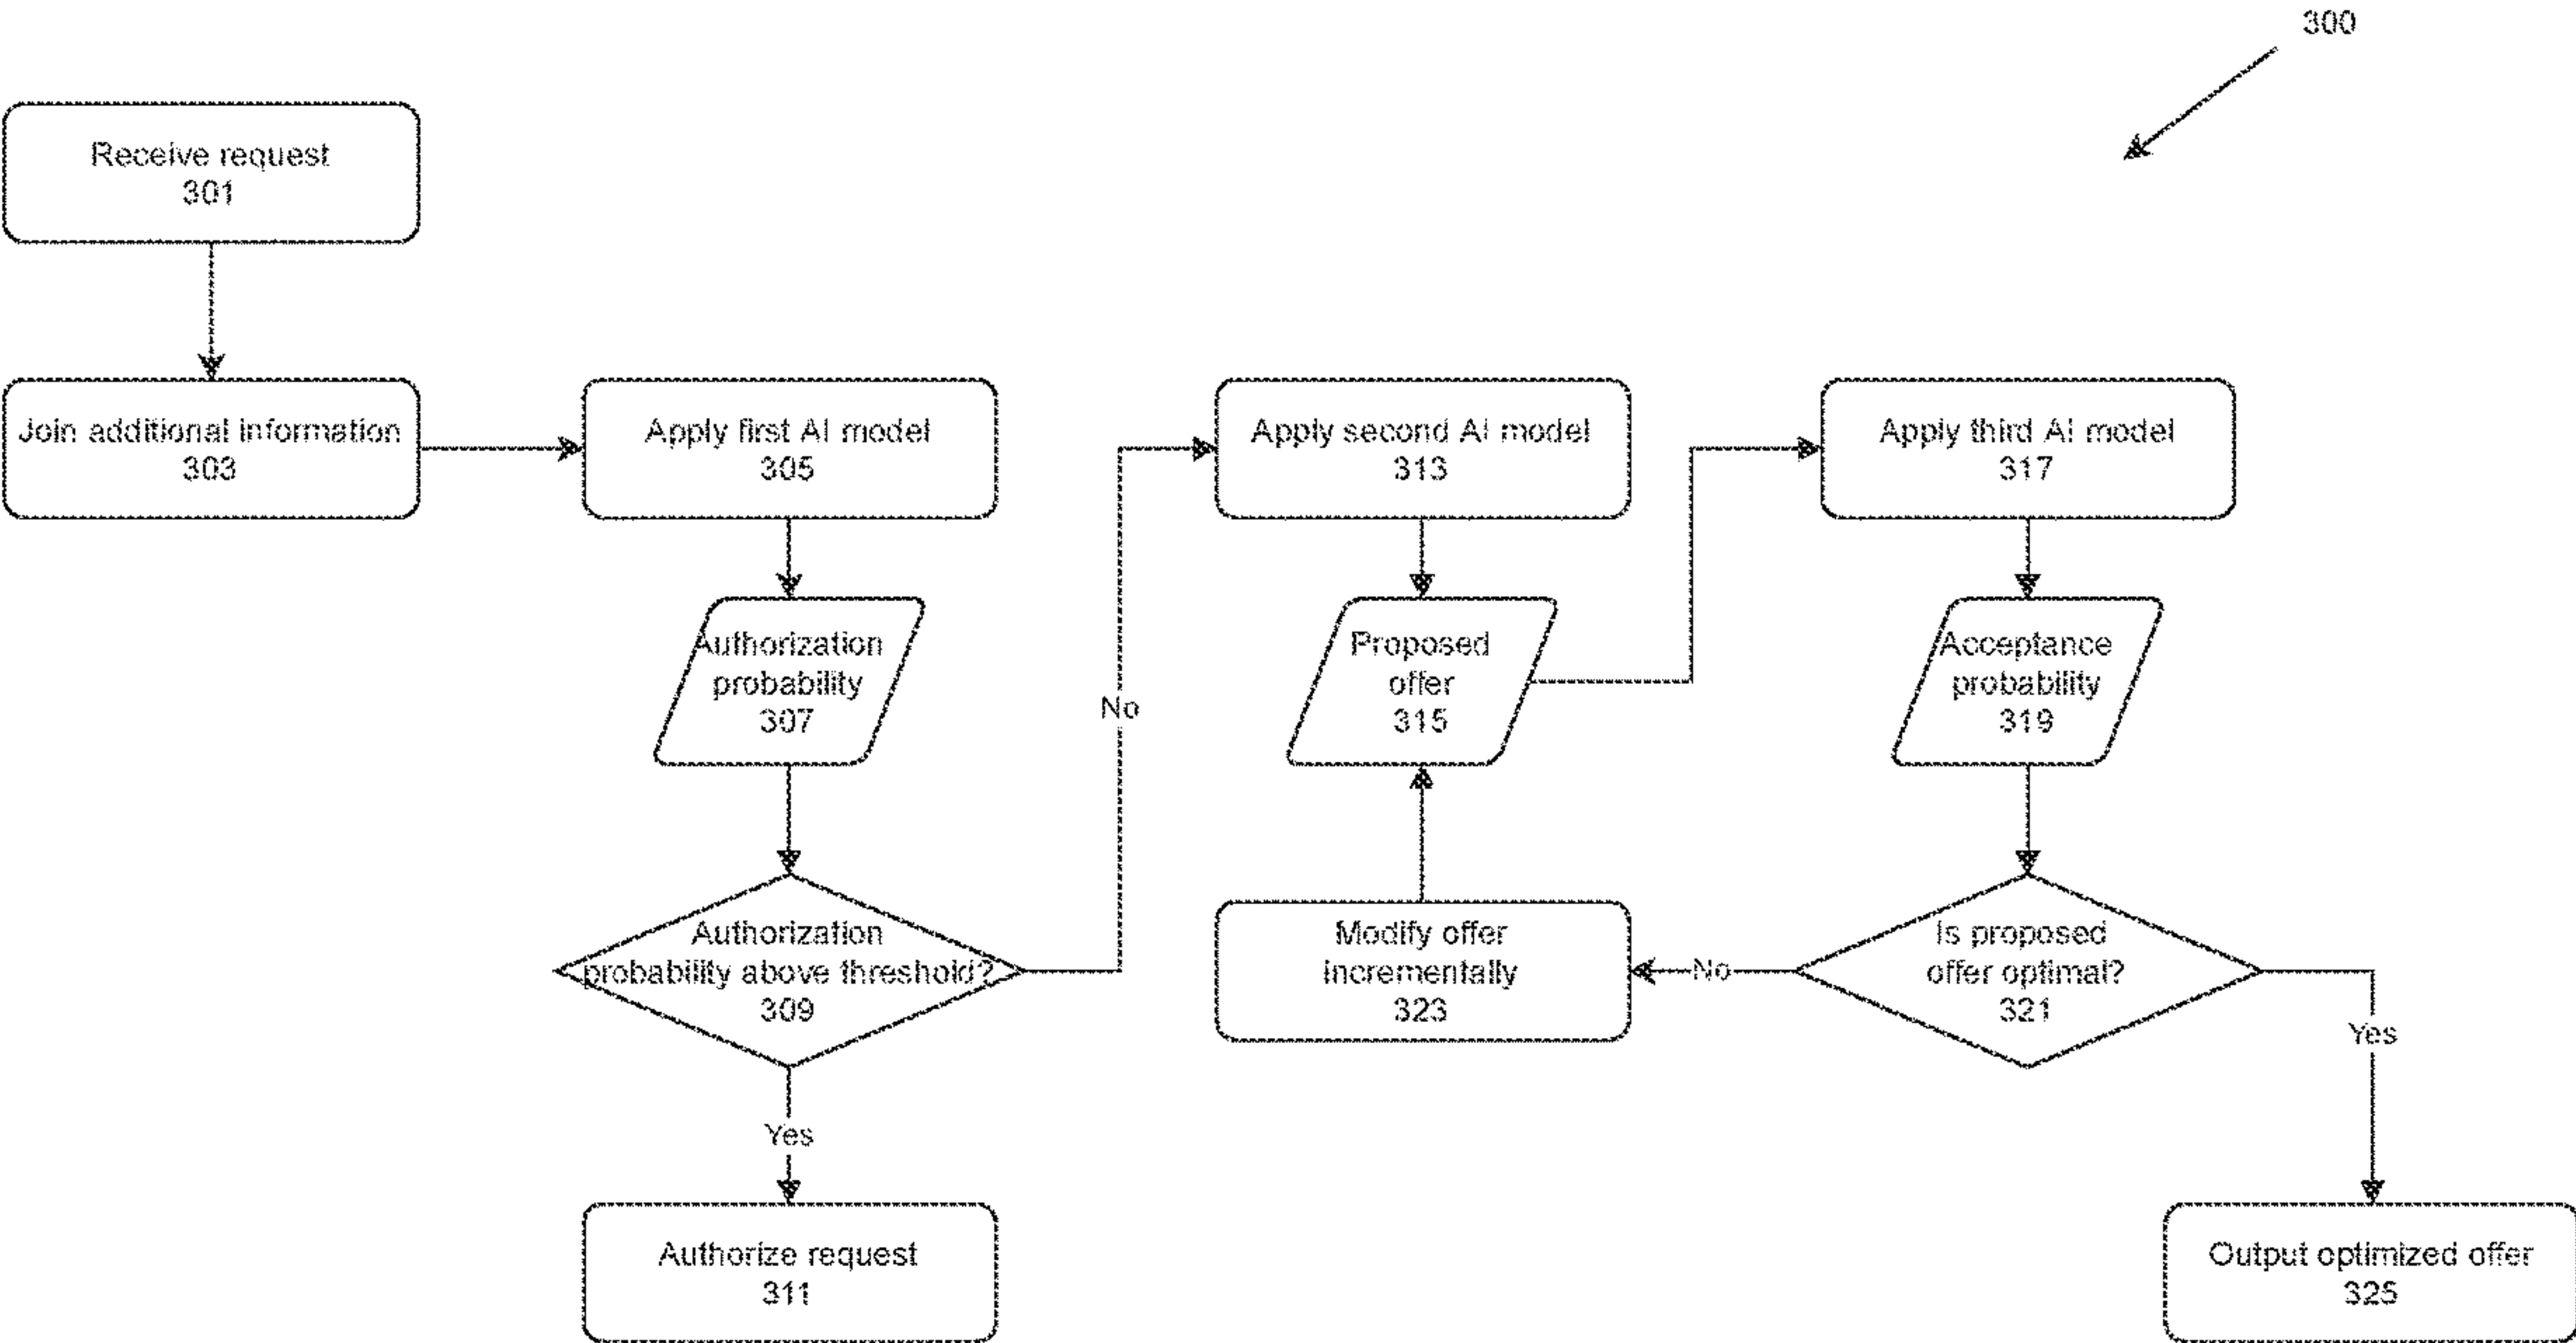 300
Receive request
301
Join additional information
303
Apply first AI model
305
Authorization
probability
307
Authorization
probability above threshold?
309
Yes
Authorize request
311
No
Apply second AI model
313
Proposed
offer
315
Apply third AI model
317
Acceptance
probability
319
Is proposed
offer optimal?
321
No
Modify offer
incrementally
323
Yes
Output optimized offer
325